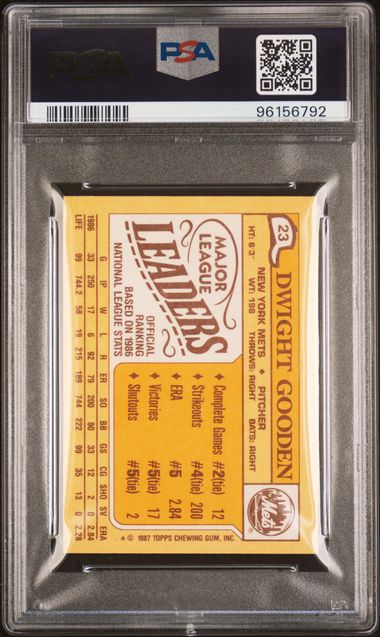 PSA
PSA
96156792
23
DWIGHT GOODEN
NEW YORK METS ♦ PITCHER
HT: 6'3" WT: 198 THROWS: RIGHT BATS: RIGHT
MAJOR
LEAGUE
LEADERS
OFFICIAL
RANKING
BASED ON 1986
NATIONAL LEAGUE STATS
♦ Complete Games #2(tie) 12
♦ Strikeouts #4(tie) 200
♦ ERA #5 2.84
♦ Victories #5(tie) 17
♦ Shutouts #5(tie) 2
Mets
G IP W L R ER SO BB GS CG SHO SV ERA
1986 33 250 17 6 92 79 200 80 33 12 2 0 2.84
LIFE 99 744.2 58 19 215 189 744 222 99 35 13 0 2.28
* © 1987 TOPPS CHEWING GUM, INC.